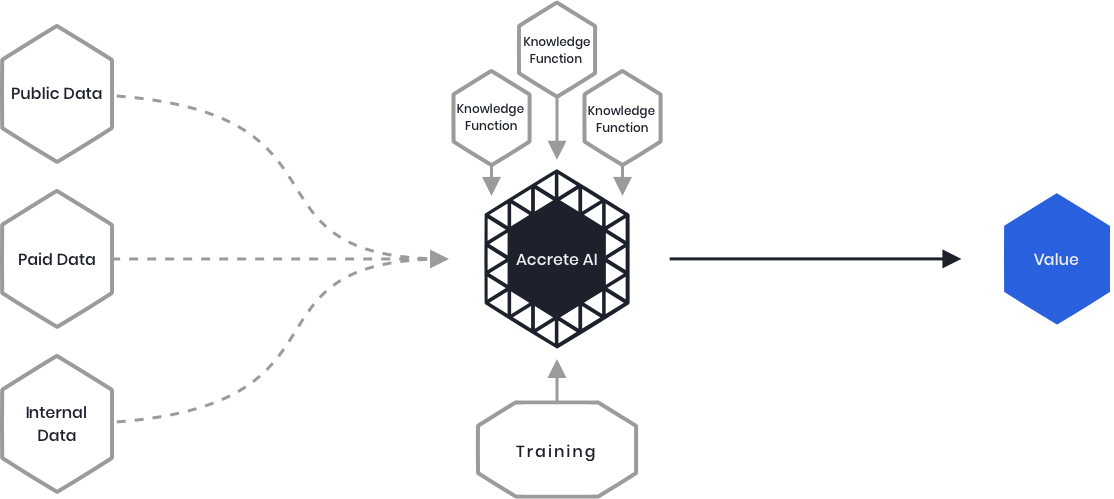 Public Data
Paid Data
Internal
Data
Knowledge
Function
Knowledge
Function
Knowledge
Function
Accrete AI
Training
Value